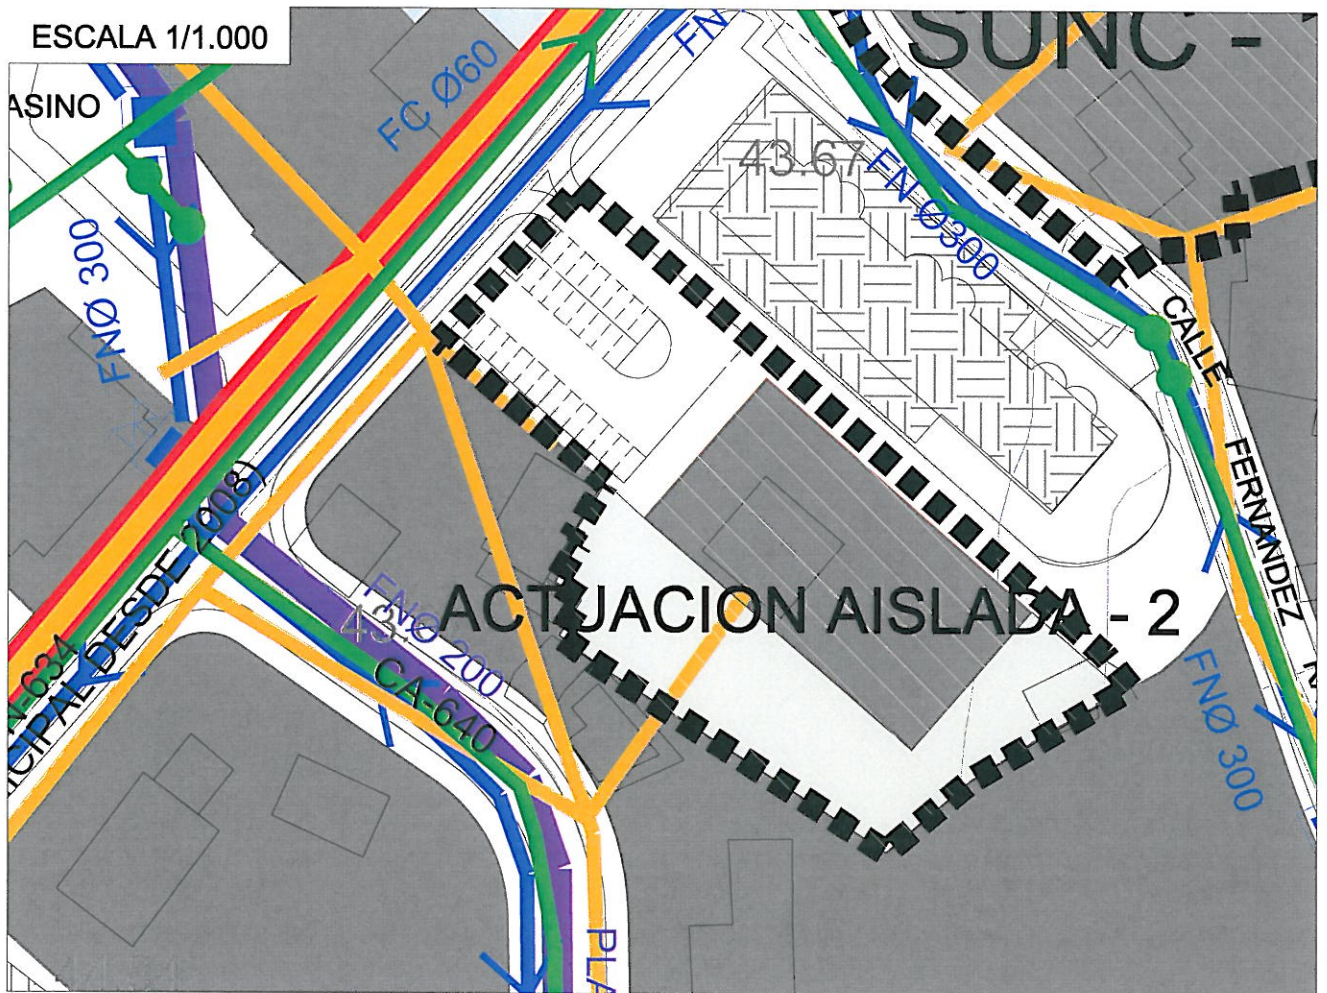 ESCALA 1/1.000
SUNC -
ASINO
FC Ø60
FN
43.67
FN Ø300
FNØ 300
CALLE
FERNANDEZ
ACTUACION AISLADA - 2
FNØ 200
CA-640
N-634
ICIPAL DESDE 2008)
FNØ 300
PLA